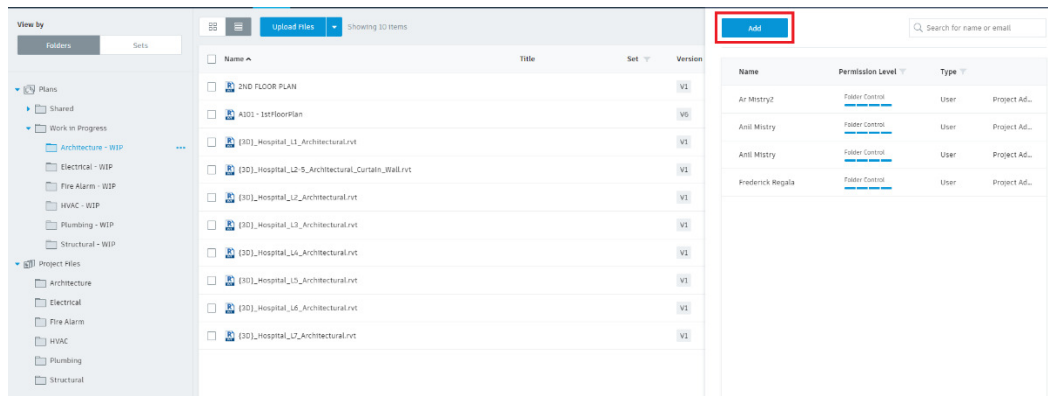 View by
Folders Sets
Plans
Shared
Work in Progress
Architecture - WIP
Electrical - WIP
Fire Alarm - WIP
HVAC - WIP
Plumbing - WIP
Structural - WIP
Project Files
Architecture
Electrical
Fire Alarm
HVAC
Plumbing
Structural
Upload Files Showing 10 items
Name Title Set Version
2ND FLOOR PLAN V1
A101 - 1stFloorPlan V6
[3D]_Hospital_L1_Architectural.rvt V1
[3D]_Hospital_L2-5_Architectural_Curtain_Wall.rvt V1
[3D]_Hospital_L2_Architectural.rvt V1
[3D]_Hospital_L3_Architectural.rvt V1
[3D]_Hospital_L4_Architectural.rvt V1
[3D]_Hospital_L5_Architectural.rvt V1
[3D]_Hospital_L6_Architectural.rvt V1
[3D]_Hospital_L7_Architectural.rvt V1
Add Search for name or email
Name Permission Level Type
Ar Mistry2 Folder Control User Project Ad...
Anil Mistry Folder Control User Project Ad...
Anil Mistry Folder Control User Project Ad...
Frederick Regala Folder Control User Project Ad...